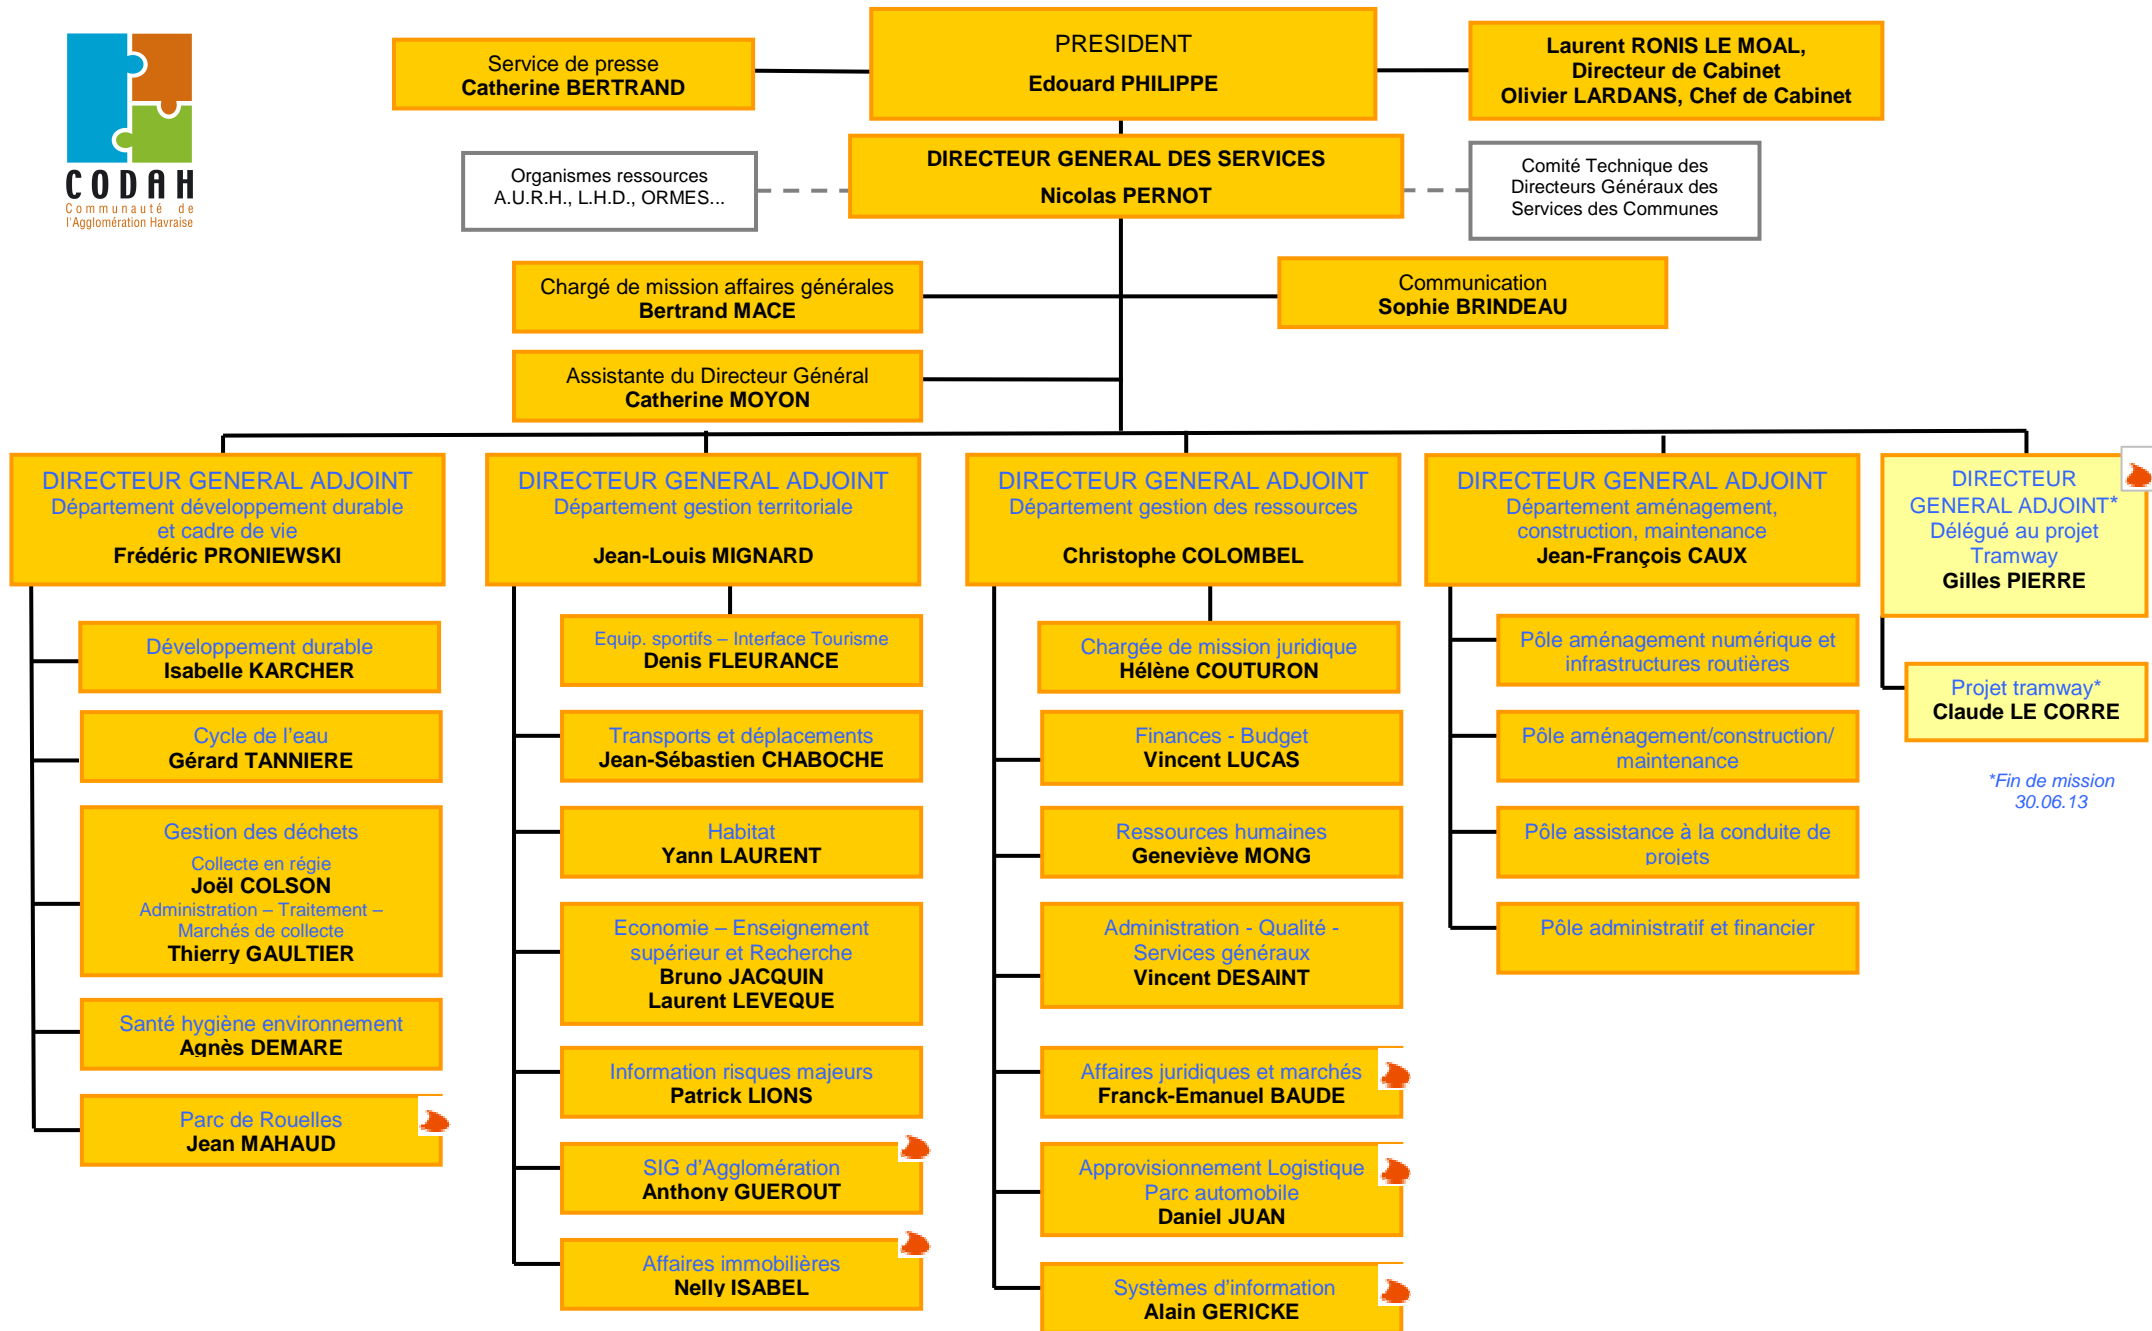 CODAH
Communauté de
l'Agglomération Havraise
Service de presse
Catherine BERTRAND
PRESIDENT
Edouard PHILIPPE
Laurent RONIS LE MOAL,
Directeur de Cabinet
Olivier LARDANS, Chef de Cabinet
Organismes ressources
A.U.R.H., L.H.D., ORMES...
DIRECTEUR GENERAL DES SERVICES
Nicolas PERNOT
Comité Technique des
Directeurs Généraux des
Services des Communes
Chargé de mission affaires générales
Bertrand MACE
Communication
Sophie BRINDEAU
Assistante du Directeur Général
Catherine MOYON
DIRECTEUR GENERAL ADJOINT
Département développement durable
et cadre de vie
Frédéric PRONIEWSKI
Développement durable
Isabelle KARCHER
Cycle de l'eau
Gérard TANNIERE
Gestion des déchets
Collecte en régie
Joël COLSON
Administration – Traitement –
Marchés de collecte
Thierry GAULTIER
Santé hygiène environnement
Agnès DEMARE
Parc de Rouelles
Jean MAHAUD
DIRECTEUR GENERAL ADJOINT
Département gestion territoriale
Jean-Louis MIGNARD
Equip. sportifs – Interface Tourisme
Denis FLEURANCE
Transports et déplacements
Jean-Sébastien CHABOCHE
Habitat
Yann LAURENT
Economie – Enseignement
supérieur et Recherche
Bruno JACQUIN
Laurent LEVEQUE
Information risques majeurs
Patrick LIONS
SIG d'Agglomération
Anthony GUEROUT
Affaires immobilières
Nelly ISABEL
DIRECTEUR GENERAL ADJOINT
Département gestion des ressources
Christophe COLOMBEL
Chargée de mission juridique
Hélène COUTURON
Finances - Budget
Vincent LUCAS
Ressources humaines
Geneviève MONG
Administration - Qualité -
Services généraux
Vincent DESAINT
Affaires juridiques et marchés
Franck-Emanuel BAUDE
Approvisionnement Logistique
Parc automobile
Daniel JUAN
Systèmes d'information
Alain GERICKE
DIRECTEUR GENERAL ADJOINT
Département aménagement,
construction, maintenance
Jean-François CAUX
Pôle aménagement numérique et
infrastructures routières
Pôle aménagement/construction/
maintenance
Pôle assistance à la conduite de
projets
Pôle administratif et financier
DIRECTEUR
GENERAL ADJOINT*
Délégué au projet
Tramway
Gilles PIERRE
Projet tramway*
Claude LE CORRE
*Fin de mission
30.06.13